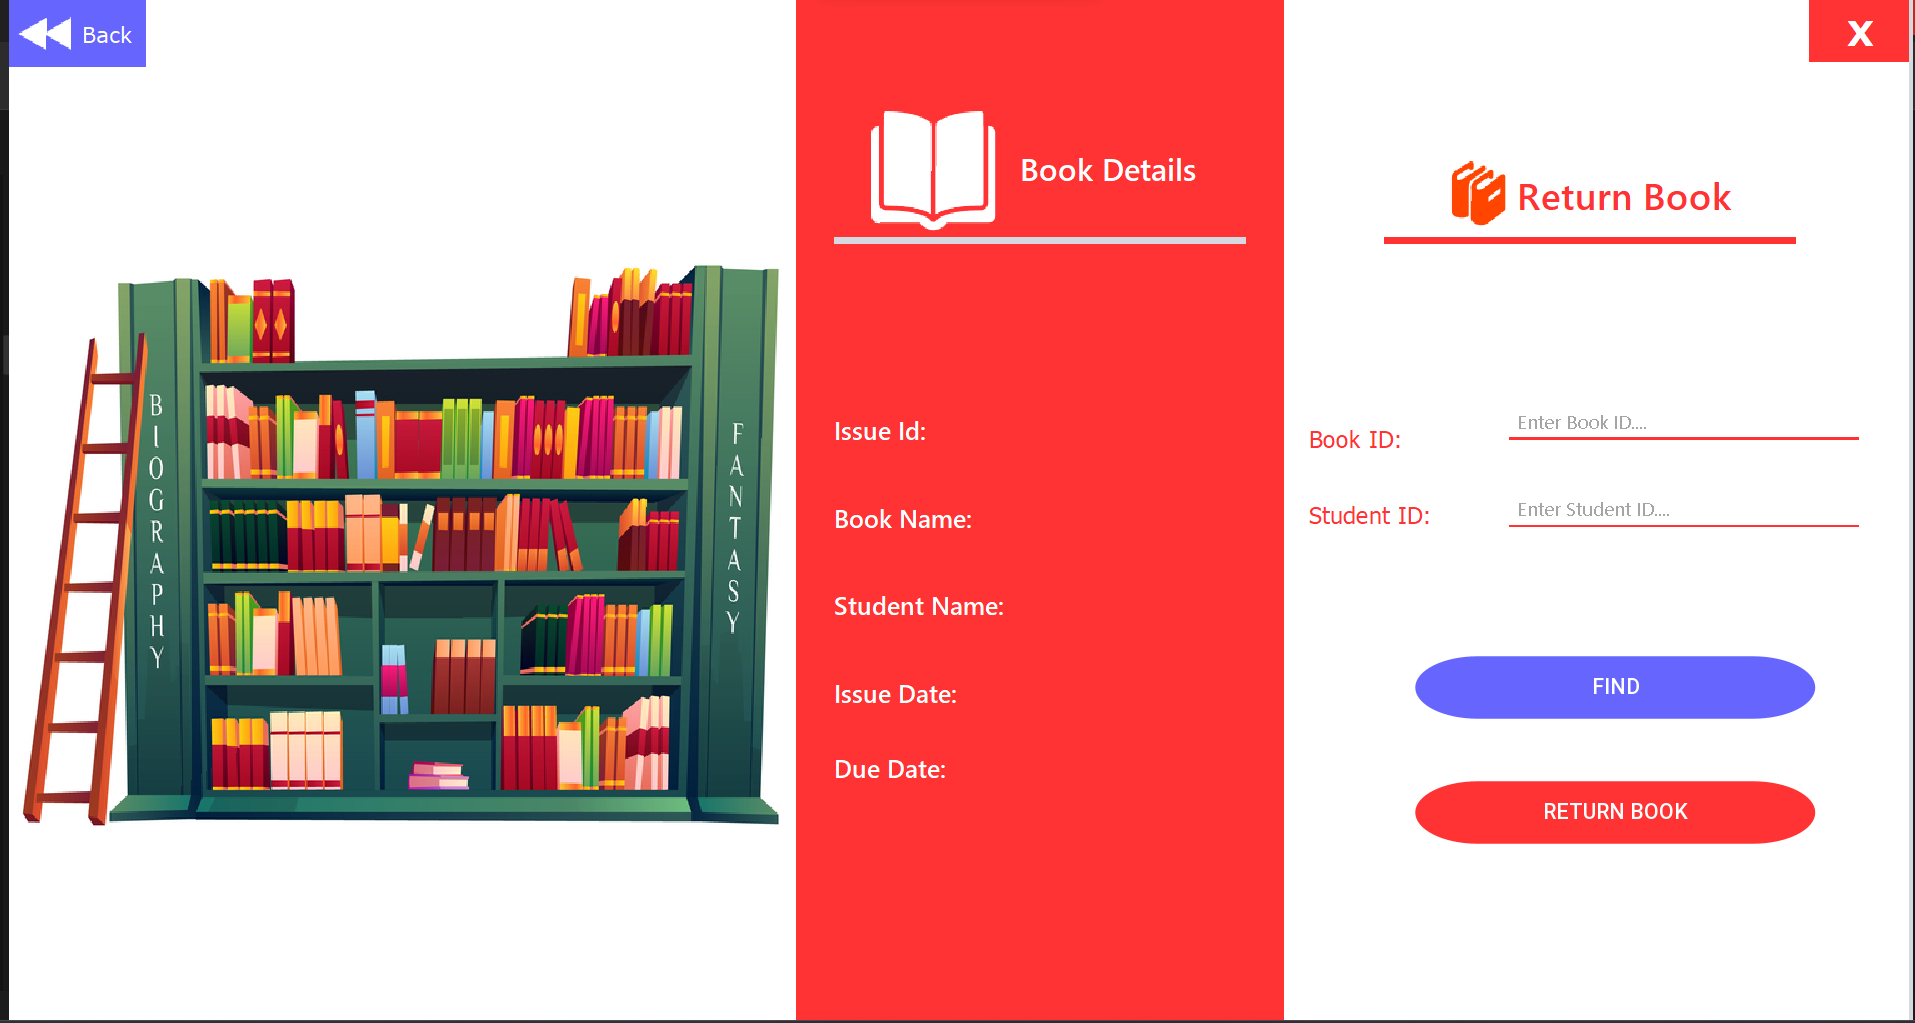 Back
X
BIOGRAPHY
FANTASY
Book Details
Issue Id:
Book Name:
Student Name:
Issue Date:
Due Date:
Return Book
Book ID:
Enter Book ID....
Student ID:
Enter Student ID....
FIND
RETURN BOOK